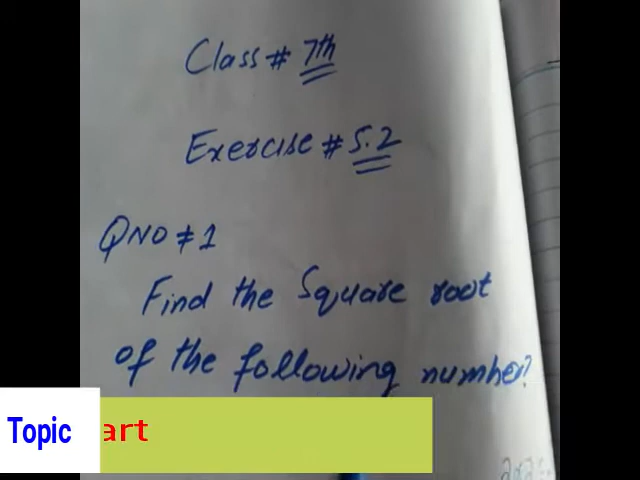 Class # 7th
Exercise # 5.2
QNO # 1
Find the Square root
of the following number?
Topic art